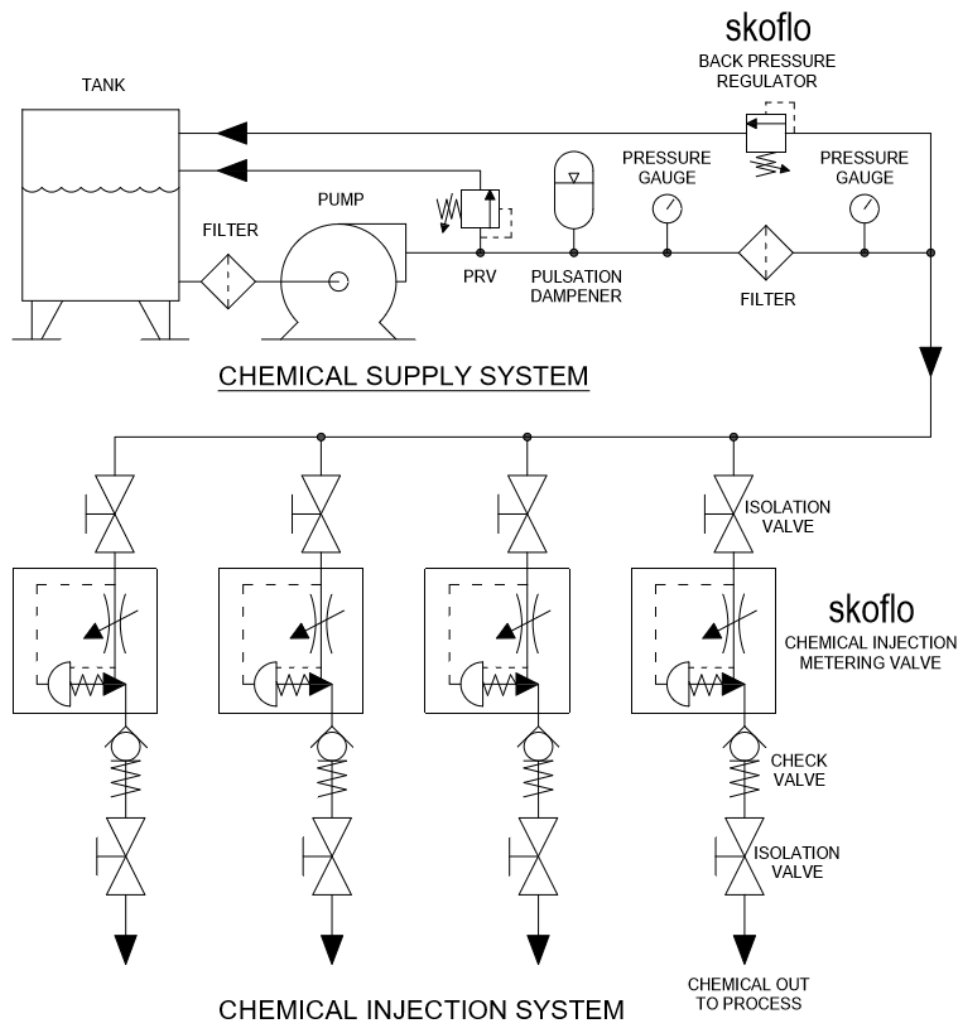 skoflo
BACK PRESSURE
REGULATOR
TANK
PRESSURE
GAUGE
PRESSURE
GAUGE
PUMP
FILTER
PRV
PULSATION
DAMPENER
FILTER
CHEMICAL SUPPLY SYSTEM
ISOLATION
VALVE
skoflo
CHEMICAL INJECTION
METERING VALVE
CHECK
VALVE
ISOLATION
VALVE
CHEMICAL OUT
TO PROCESS
CHEMICAL INJECTION SYSTEM